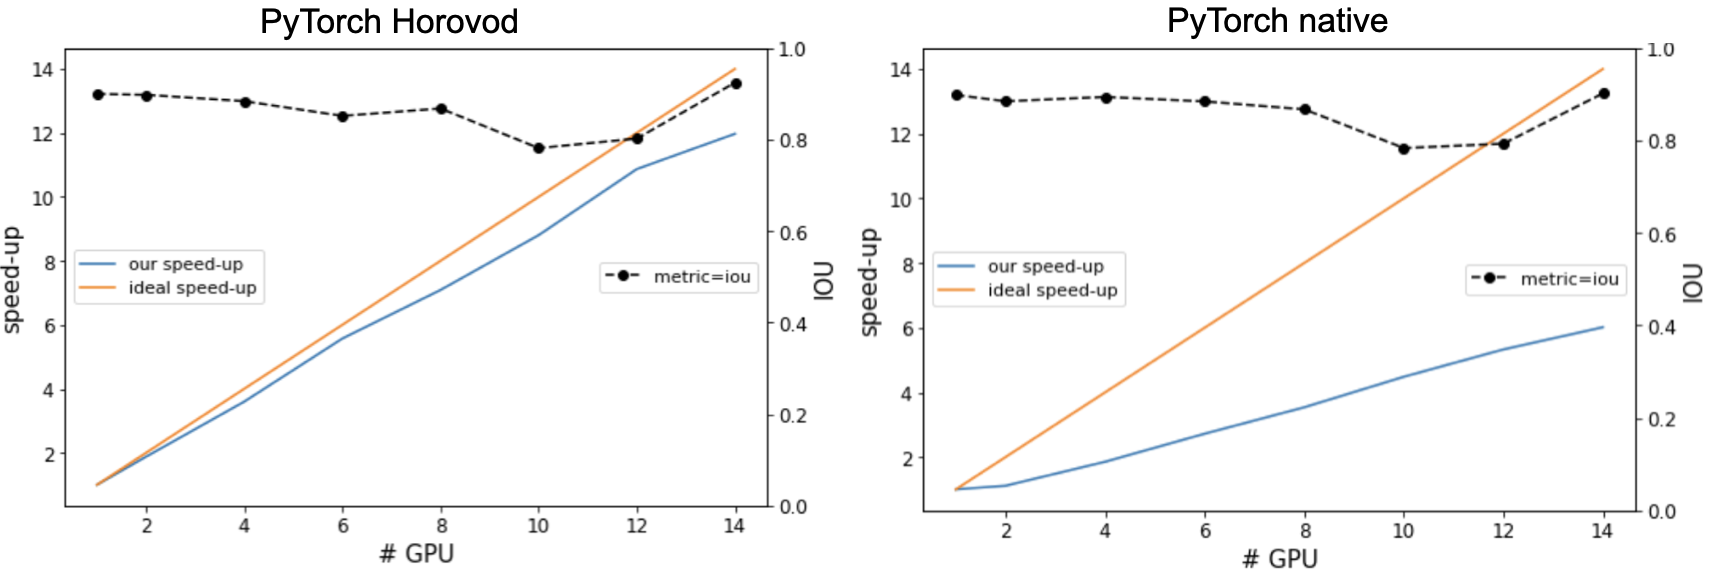 PyTorch Horovod
14
12
10
8
6
4
2
speed-up
our speed-up
ideal speed-up
metric=iou
1.0
0.8
0.6
0.4
0.2
0.0
IOU
2 4 6 8 10 12 14
# GPU
PyTorch native
14
12
10
8
6
4
2
speed-up
our speed-up
ideal speed-up
metric=iou
1.0
0.8
0.6
0.4
0.2
0.0
IOU
2 4 6 8 10 12 14
# GPU